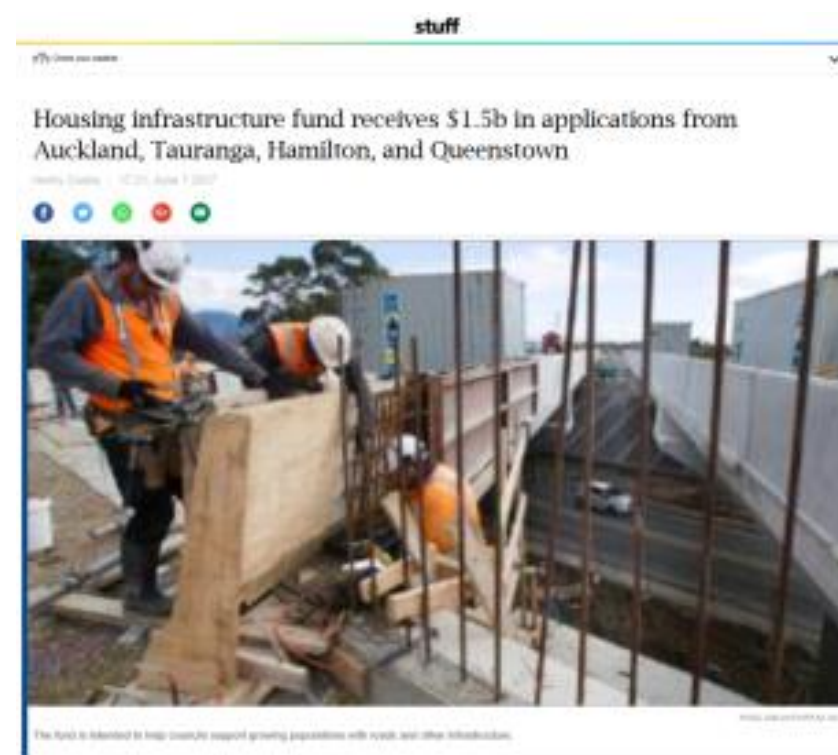 stuff
Housing infrastructure fund receives $1.5b in applications from
Auckland, Tauranga, Hamilton, and Queenstown
The fund is intended to help councils support growing populations with roads and other infrastructure.